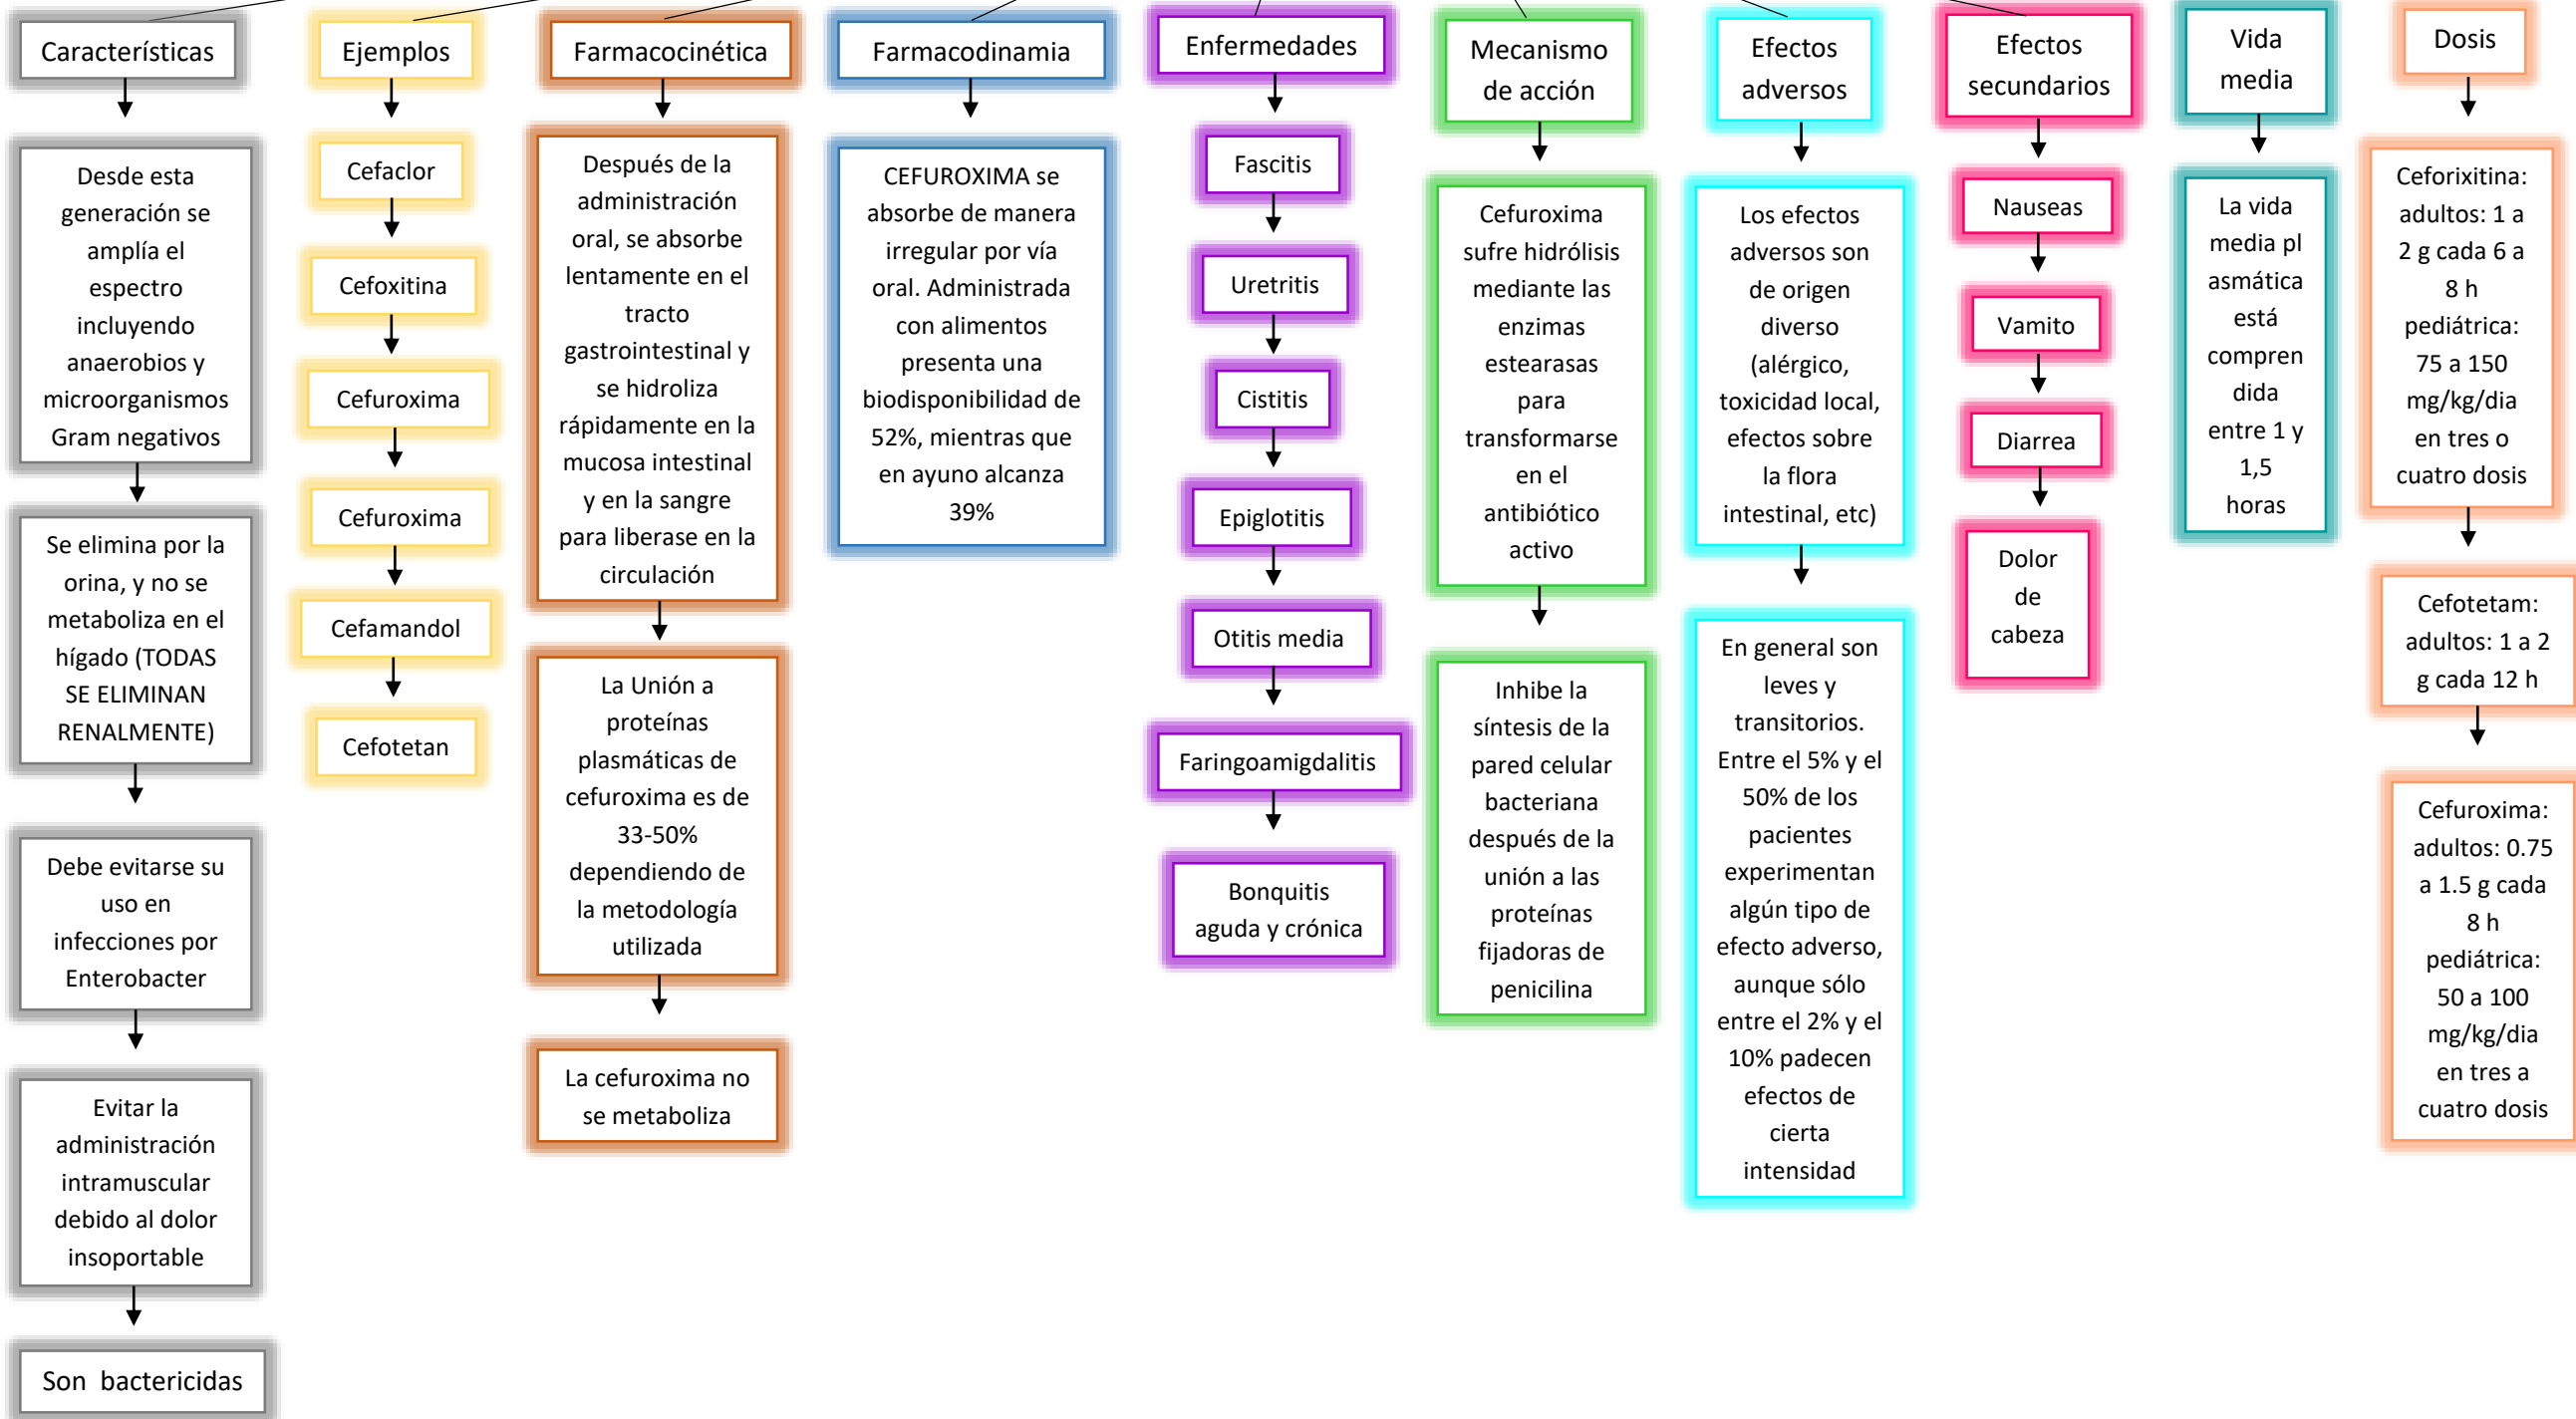 Característícas
Desde esta
generación se
amplía el
espectro
incluyendo
anaerobios y
microorganismos
Gram negativos
Se elimina por la
orina, y no se
metaboliza en el
hígado (TODAS
SE ELIMINAN
RENALMENTE)
Debe evitarse su
uso en
infecciones por
Enterobacter
Evitar la
administración
intramuscular
debido al dolor
insoportable
Son bactericidas
Ejemplos
Cefaclor
Cefoxitina
Cefuroxima
Cefuroxima
Cefamandol
Cefotetan
Farmacocinética
Después de la
administración
oral, se absorbe
lentamente en el
tracto
gastrointestinal y
se hidroliza
rápidamente en la
mucosa intestinal
y en la sangre
para liberase en la
circulación
La Unión a
proteínas
plasmáticas de
cefuroxima es de
33-50%
dependiendo de
la metodología
utilizada
La cefuroxima no
se metaboliza
Farmacodinamia
CEFUROXIMA se
absorbe de manera
irregular por vía
oral. Administrada
con alimentos
presenta una
biodisponibilidad de
52%, mientras que
en ayuno alcanza
39%
Enfermedades
Fascitis
Uretritis
Cistitis
Epiglotitis
Otitis media
Faringoamigdalitis
Bonquitis
aguda y crónica
Mecanismo
de acción
Cefuroxima
sufre hidrólisis
mediante las
enzimas
estearasas
para
transformarse
en el
antibiótico
activo
Inhibe la
síntesis de la
pared celular
bacteriana
después de la
unión a las
proteínas
fijadoras de
penicilina
Efectos
adversos
Los efectos
adversos son
de origen
diverso
(alérgico,
toxicidad local,
efectos sobre
la flora
intestinal, etc)
En general son
leves y
transitorios.
Entre el 5% y el
50% de los
pacientes
experimentan
algún tipo de
efecto adverso,
aunque sólo
entre el 2% y el
10% padecen
efectos de
cierta
intensidad
Efectos
secundarios
Nauseas
Vamito
Diarrea
Dolor
de
cabeza
Vida
media
La vida
media pl
asmática
está
compren
dida
entre 1 y
1,5
horas
Dosis
Ceforixitina:
adultos: 1 a
2 g cada 6 a
8 h
pediátrica:
75 a 150
mg/kg/dia
en tres o
cuatro dosis
Cefotetam:
adultos: 1 a 2
g cada 12 h
Cefuroxima:
adultos: 0.75
a 1.5 g cada
8 h
pediátrica:
50 a 100
mg/kg/dia
en tres a
cuatro dosis